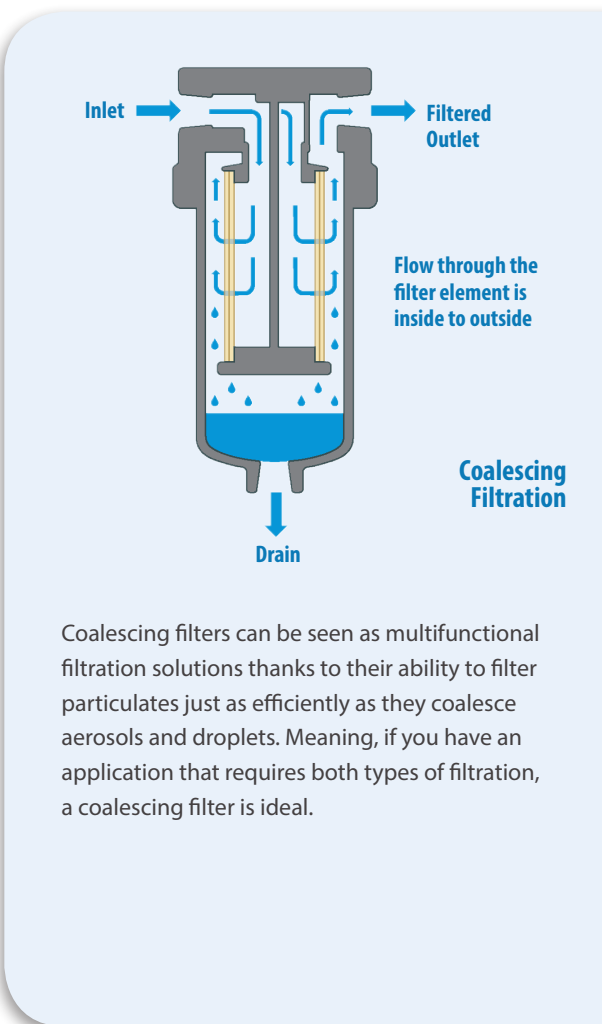 Inlet
Filtered
Outlet
Flow through the
filter element is
inside to outside
Coalescing
Filtration
Drain
Coalescing filters can be seen as multifunctional
filtration solutions thanks to their ability to filter
particulates just as efficiently as they coalesce
aerosols and droplets. Meaning, if you have an
application that requires both types of filtration,
a coalescing filter is ideal.